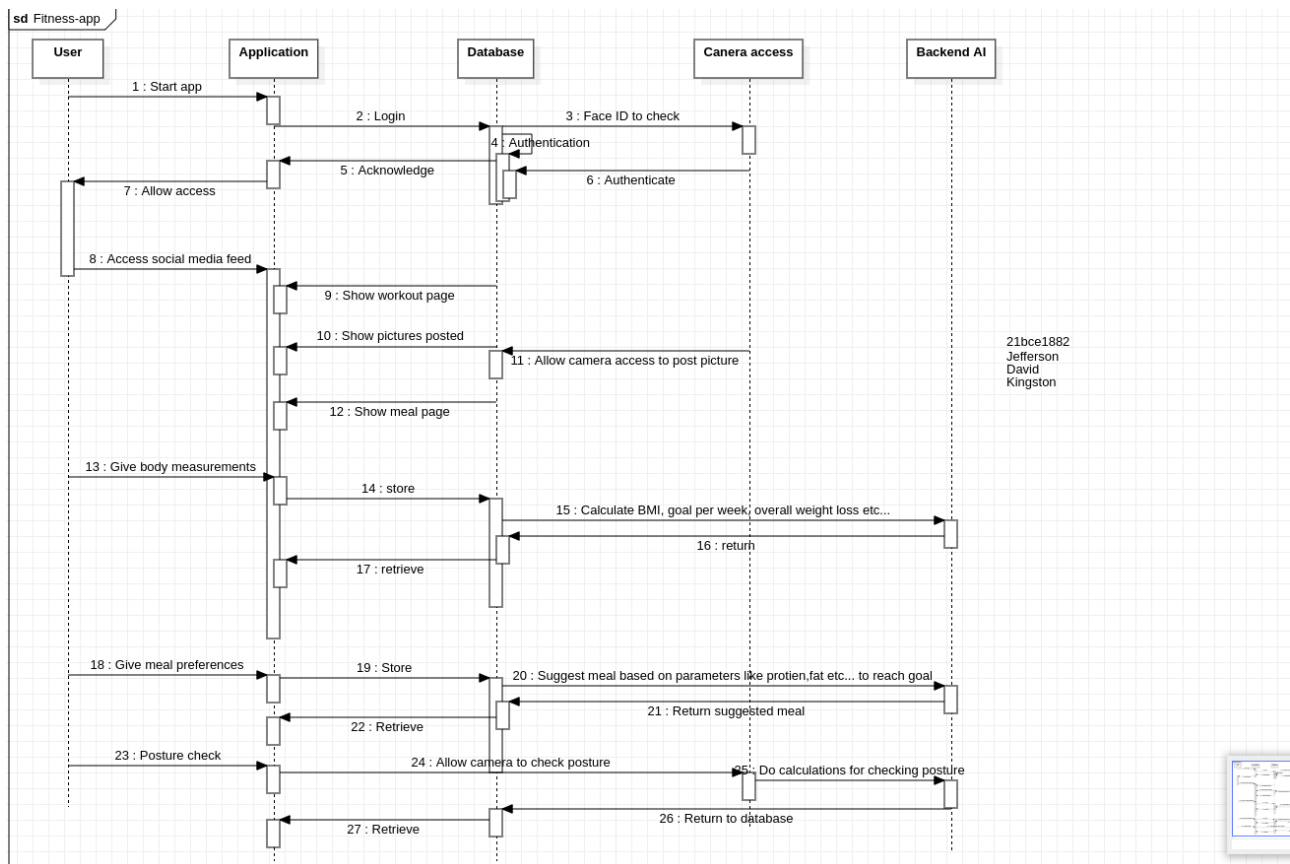 sd Fitness-app
User
Application
Database
Canera access
Backend AI
1 : Start app
2 : Login
3 : Face ID to check
4 : Authentication
5 : Acknowledge
6 : Authenticate
7 : Allow access
8 : Access social media feed
9 : Show workout page
10 : Show pictures posted
11 : Allow camera access to post picture
21bce1882
Jefferson
David
Kingston
12 : Show meal page
13 : Give body measurements
14 : store
15 : Calculate BMI, goal per week, overall weight loss etc...
16 : return
17 : retrieve
18 : Give meal preferences
19 : Store
20 : Suggest meal based on parameters like protien,fat etc... to reach goal
21 : Return suggested meal
22 : Retrieve
23 : Posture check
24 : Allow camera to check posture
25 : Do calculations for checking posture
26 : Return to database
27 : Retrieve